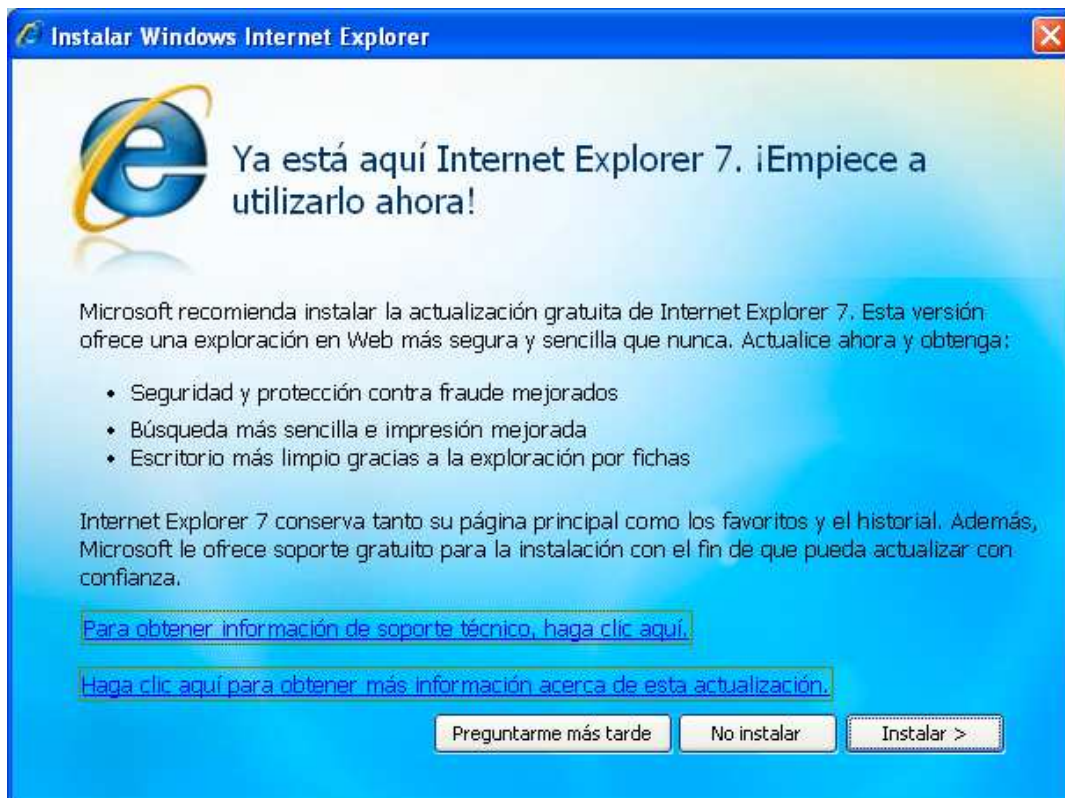 Instalar Windows Internet Explorer
Ya está aquí Internet Explorer 7. ¡Empiece a
utilizarlo ahora!
Microsoft recomienda instalar la actualización gratuita de Internet Explorer 7. Esta versión
ofrece una exploración en Web más segura y sencilla que nunca. Actualice ahora y obtenga:
• Seguridad y protección contra fraude mejorados
• Búsqueda más sencilla e impresión mejorada
• Escritorio más limpio gracias a la exploración por fichas
Internet Explorer 7 conserva tanto su página principal como los favoritos y el historial. Además,
Microsoft le ofrece soporte gratuito para la instalación con el fin de que pueda actualizar con
confianza.
Para obtener información de soporte técnico, haga clic aquí.
Haga clic aquí para obtener más información acerca de esta actualización.
Preguntarme más tarde No instalar Instalar >